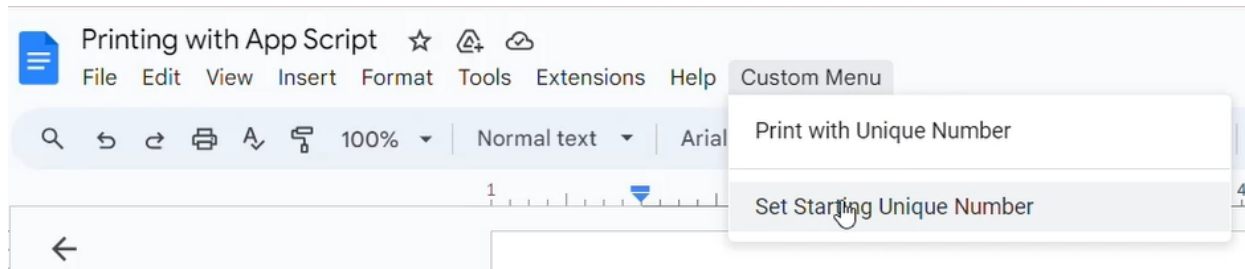 Printing with App Script
File Edit View Insert Format Tools Extensions Help Custom Menu
100% Normal text Arial
Print with Unique Number
1 4
Set Starting Unique Number